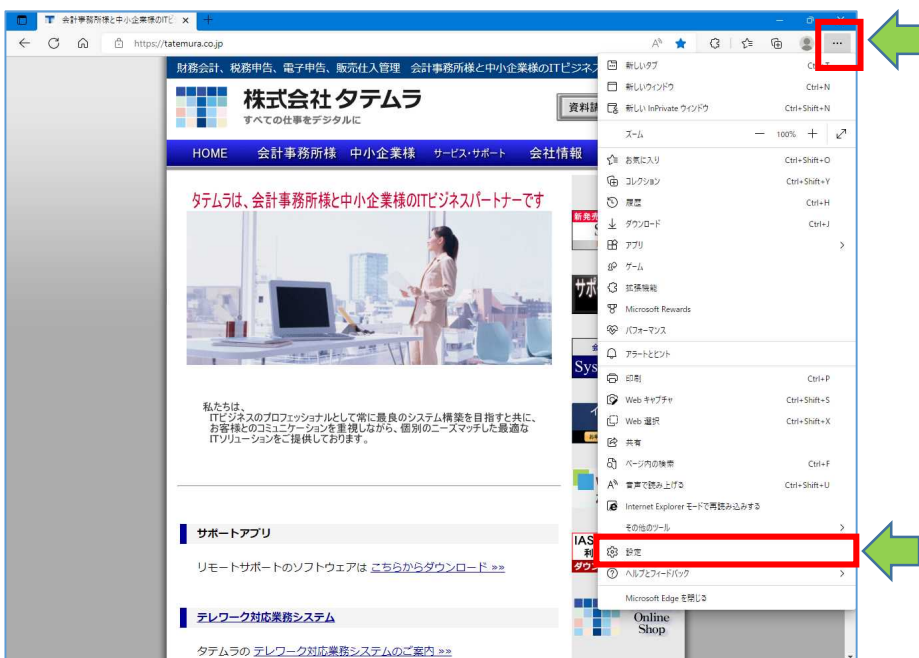 会計事務所様と中小企業様のITビ
https://tatemura.co.jp
財務会計、税務申告、電子申告、販売仕入管理 会計事務所様と中小企業様のITビジネス
株式会社タテムラ
すべての仕事をデジタルに
資料請
HOME 会計事務所様 中小企業様 サービス・サポート 会社情報
タテムラは、会計事務所様と中小企業様のITビジネスパートナーです
新発売
サポ
Sys
私たちは、
ITビジネスのプロフェッショナルとして常に最良のシステム構築を目指すと共に、
お客様とのコミュニケーションを重視しながら、個別のニーズマッチした最適な
ITソリューションをご提供しております。
サポートアプリ
リモートサポートのソフトウェアは こちらからダウンロード »»
IAS
利
ダウン
テレワーク対応業務システム
タテムラの テレワーク対応業務システムのご案内 »»
Online
Shop
新しいタブ
新しいウィンドウ Ctrl+N
新しい InPrivate ウィンドウ Ctrl+Shift+N
ズーム 100%
お気に入り Ctrl+Shift+O
コレクション Ctrl+Shift+Y
履歴 Ctrl+H
ダウンロード Ctrl+J
アプリ
ゲーム
拡張機能
Microsoft Rewards
パフォーマンス
アラートとヒント
印刷 Ctrl+P
Web キャプチャ Ctrl+Shift+S
Web 選択 Ctrl+Shift+X
共有
ページ内の検索 Ctrl+F
音声で読み上げる Ctrl+Shift+U
Internet Explorer モードで再読み込みする
その他のツール
設定
ヘルプとフィードバック
Microsoft Edge を閉じる